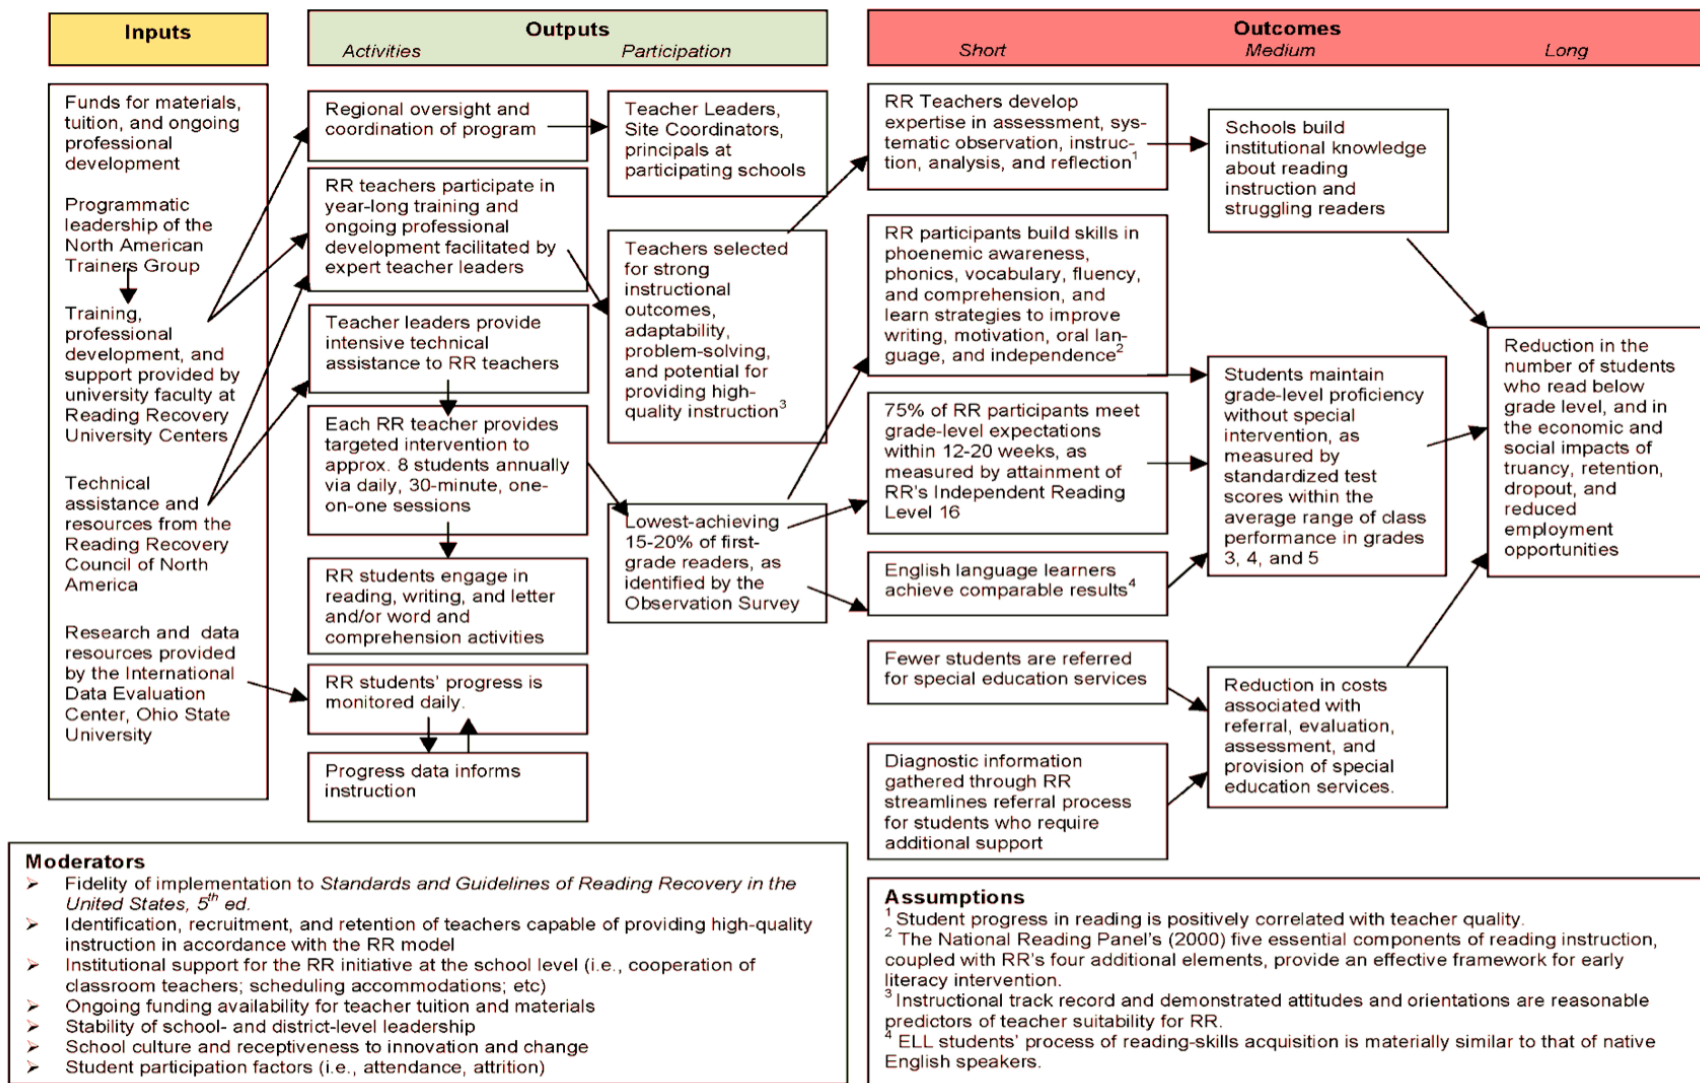 Inputs
Outputs
Activities
Participation
Outcomes
Short
Medium
Long
Funds for materials,
tuition, and ongoing
professional
development
Programmatic
leadership of the
North American
Trainers Group
Training,
professional
development, and
support provided by
university faculty at
Reading Recovery
University Centers
Technical
assistance and
resources from the
Reading Recovery
Council of North
America
Research and data
resources provided
by the International
Data Evaluation
Center, Ohio State
University
Regional oversight and
coordination of program
RR teachers participate in
year-long training and
ongoing professional
development facilitated by
expert teacher leaders
Teacher leaders provide
intensive technical
assistance to RR teachers
Each RR teacher provides
targeted intervention to
approx. 8 students annually
via daily, 30-minute, one-
on-one sessions
RR students engage in
reading, writing, and letter
and/or word and
comprehension activities
RR students' progress is
monitored daily.
Progress data informs
instruction
Teacher Leaders,
Site Coordinators,
principals at
participating schools
Teachers selected
for strong
instructional
outcomes,
adaptability,
problem-solving,
and potential for
providing high-
quality instruction³
Lowest-achieving
15-20% of first-
grade readers, as
identified by the
Observation Survey
RR Teachers develop
expertise in assessment, sys-
tematic observation, instruc-
tion, analysis, and reflection¹
RR participants build skills in
phoenemic awareness,
phonics, vocabulary, fluency,
and comprehension, and
learn strategies to improve
writing, motivation, oral lan-
guage, and independence²
75% of RR participants meet
grade-level expectations
within 12-20 weeks, as
measured by attainment of
RR's Independent Reading
Level 16
English language learners
achieve comparable results⁴
Fewer students are referred
for special education services
Diagnostic information
gathered through RR
streamlines referral process
for students who require
additional support
Schools build
institutional knowledge
about reading
instruction and
struggling readers
Students maintain
grade-level proficiency
without special
intervention, as
measured by
standardized test
scores within the
average range of class
performance in grades
3, 4, and 5
Reduction in costs
associated with
referral, evaluation,
assessment, and
provision of special
education services.
Reduction in the
number of students
who read below
grade level, and in
the economic and
social impacts of
truancy, retention,
dropout, and
reduced
employment
opportunities
Moderators
➢ Fidelity of implementation to Standards and Guidelines of Reading Recovery in the
United States, 5th ed.
➢ Identification, recruitment, and retention of teachers capable of providing high-quality
instruction in accordance with the RR model
➢ Institutional support for the RR initiative at the school level (i.e., cooperation of
classroom teachers; scheduling accommodations; etc)
➢ Ongoing funding availability for teacher tuition and materials
➢ Stability of school- and district-level leadership
➢ School culture and receptiveness to innovation and change
➢ Student participation factors (i.e., attendance, attrition)
Assumptions
¹ Student progress in reading is positively correlated with teacher quality.
² The National Reading Panel's (2000) five essential components of reading instruction,
coupled with RR's four additional elements, provide an effective framework for early
literacy intervention.
³ Instructional track record and demonstrated attitudes and orientations are reasonable
predictors of teacher suitability for RR.
⁴ ELL students' process of reading-skills acquisition is materially similar to that of native
English speakers.